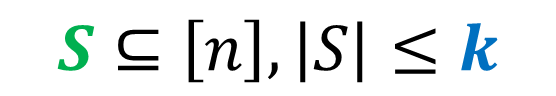 S ⊆ [n], |S| ≤ k